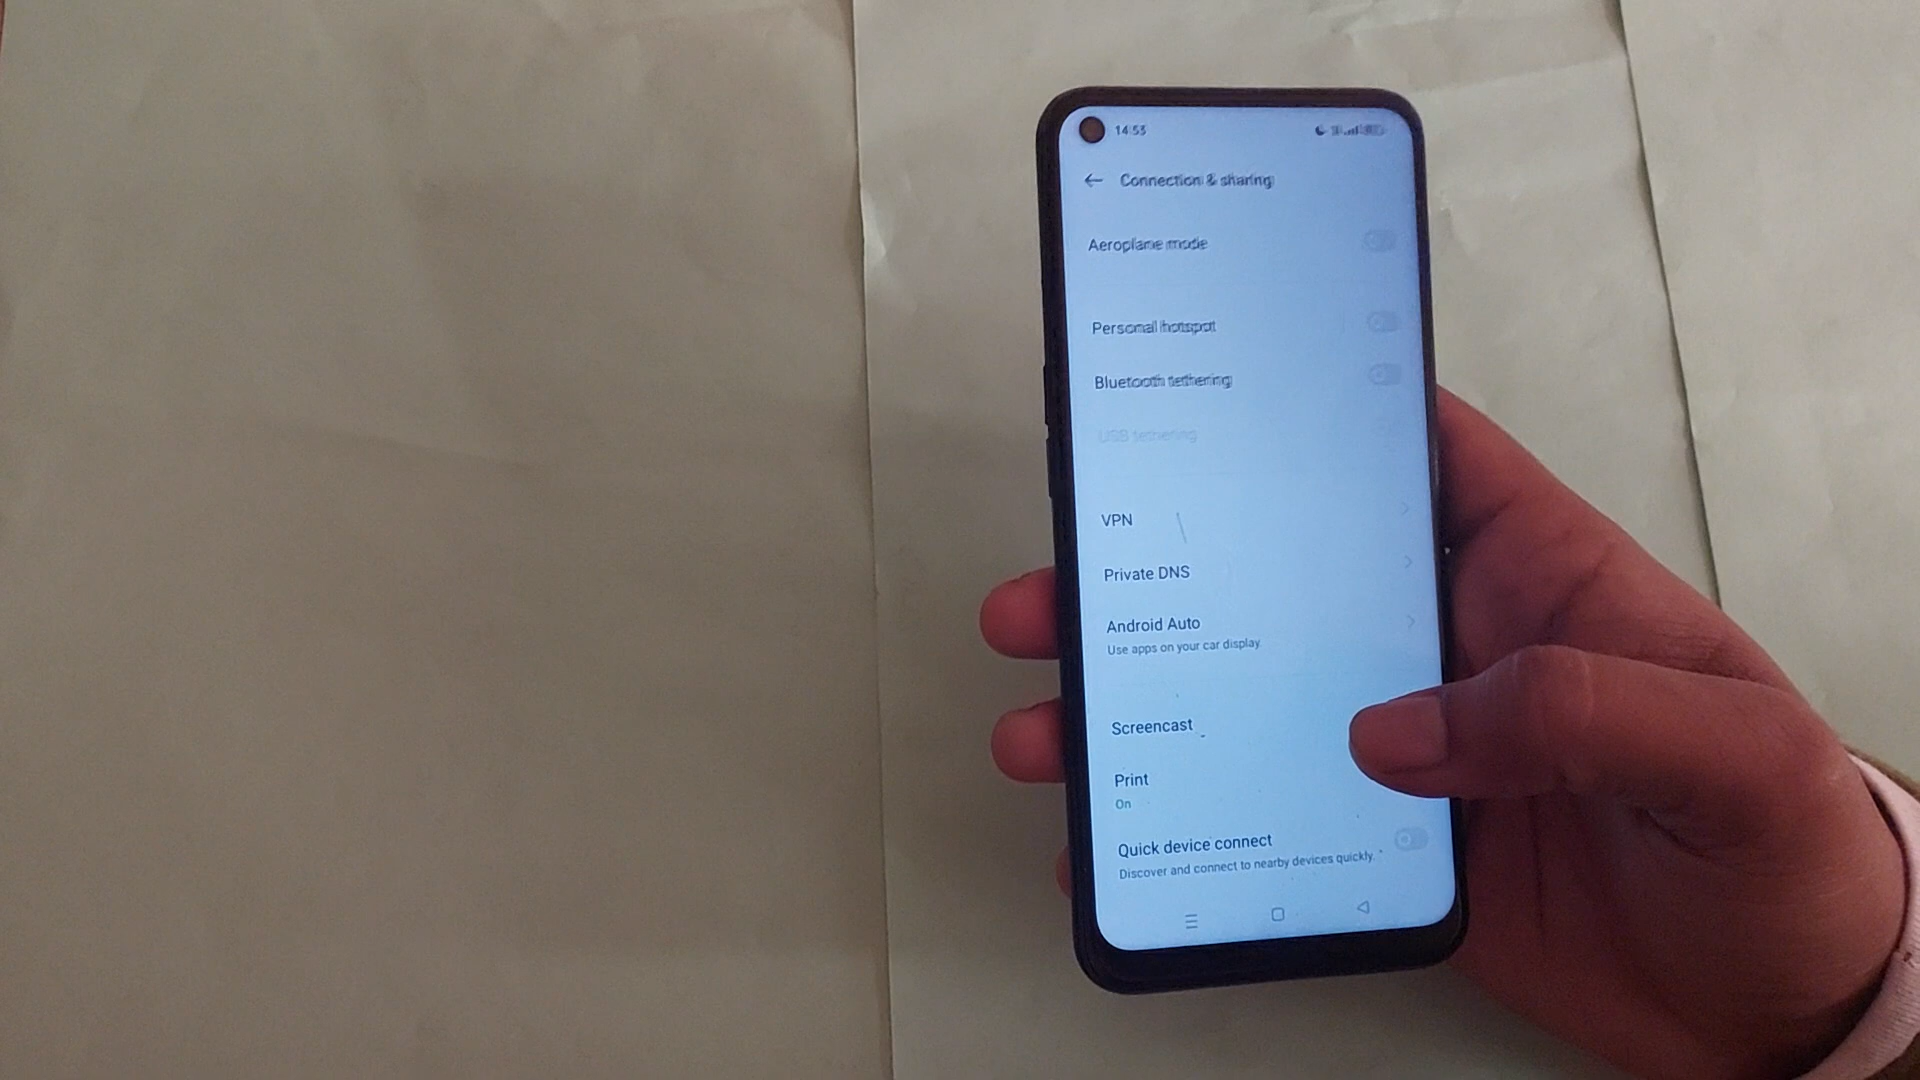 14:53
Connection & sharing
Aeroplane mode
Personal hotspot
Bluetooth tethering
USB tethering
VPN
Private DNS
Android Auto
Use apps on your car display
Screencast
Print
On
Quick device connect
Discover and connect to nearby devices quickly.